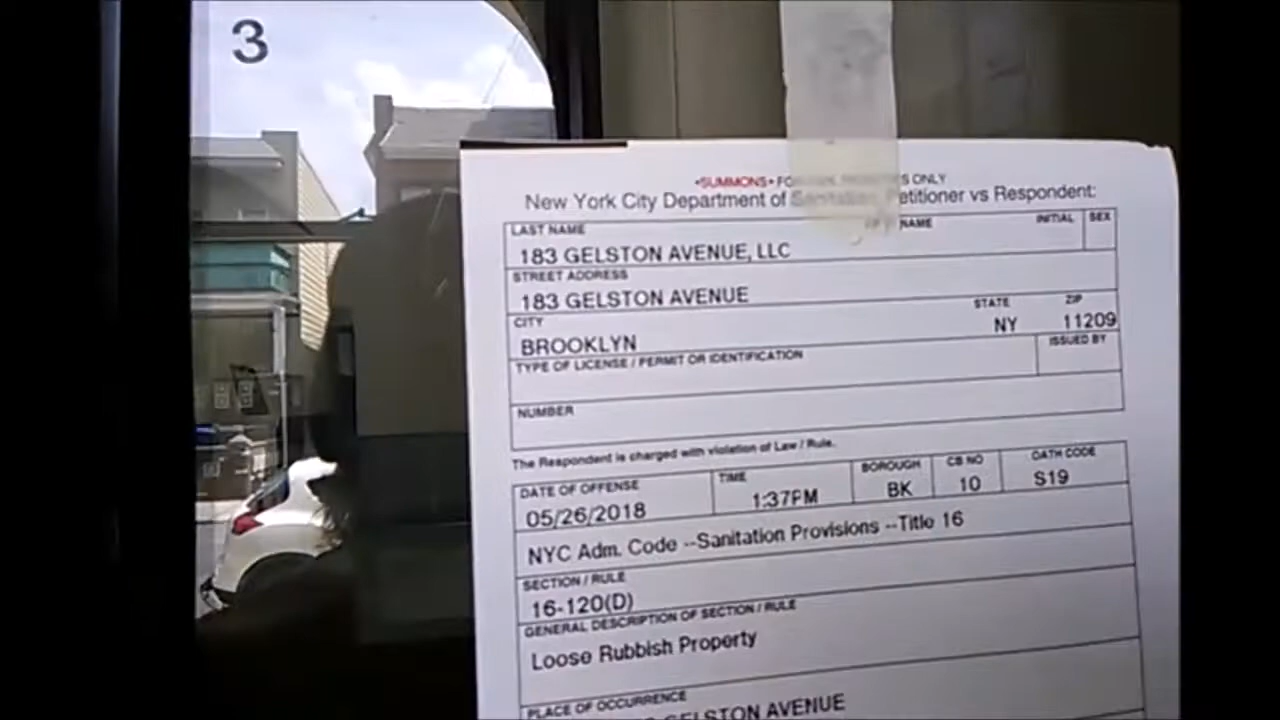 3
•SUMMONS• FOR ONLY
New York City Department of Sanitation, Petitioner vs Respondent:
LAST NAME NAME INITIAL SEX
183 GELSTON AVENUE, LLC
STREET ADDRESS
183 GELSTON AVENUE
CITY STATE ZIP
BROOKLYN NY 11209
TYPE OF LICENSE / PERMIT OR IDENTIFICATION ISSUED BY
NUMBER
The Respondent is charged with violation of Law / Rule.
DATE OF OFFENSE TIME BOROUGH CB NO OATH CODE
05/26/2018 1:37PM BK 10 S19
NYC Adm. Code --Sanitation Provisions --Title 16
SECTION / RULE
16-120(D)
GENERAL DESCRIPTION OF SECTION / RULE
Loose Rubbish Property
PLACE OF OCCURRENCE
GELSTON AVENUE